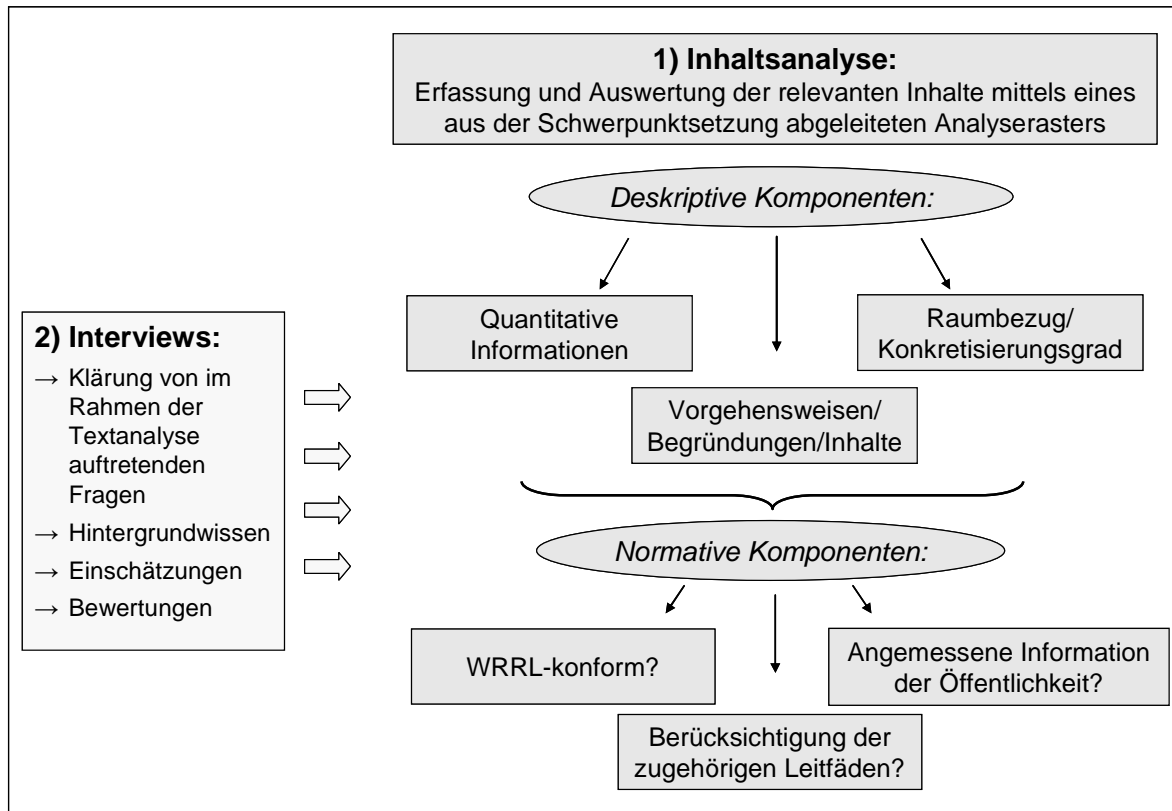 1) Inhaltsanalyse:
Erfassung und Auswertung der relevanten Inhalte mittels eines
aus der Schwerpunktsetzung abgeleiteten Analyserasters
Deskriptive Komponenten:
Quantitative
Informationen
Raumbezug/
Konkretisierungsgrad
Vorgehensweisen/
Begründungen/Inhalte
2) Interviews:
→ Klärung von im
Rahmen der
Textanalyse
auftretenden
Fragen
→ Hintergrundwissen
→ Einschätzungen
→ Bewertungen
Normative Komponenten:
WRRL-konform?
Angemessene Information
der Öffentlichkeit?
Berücksichtigung der
zugehörigen Leitfäden?